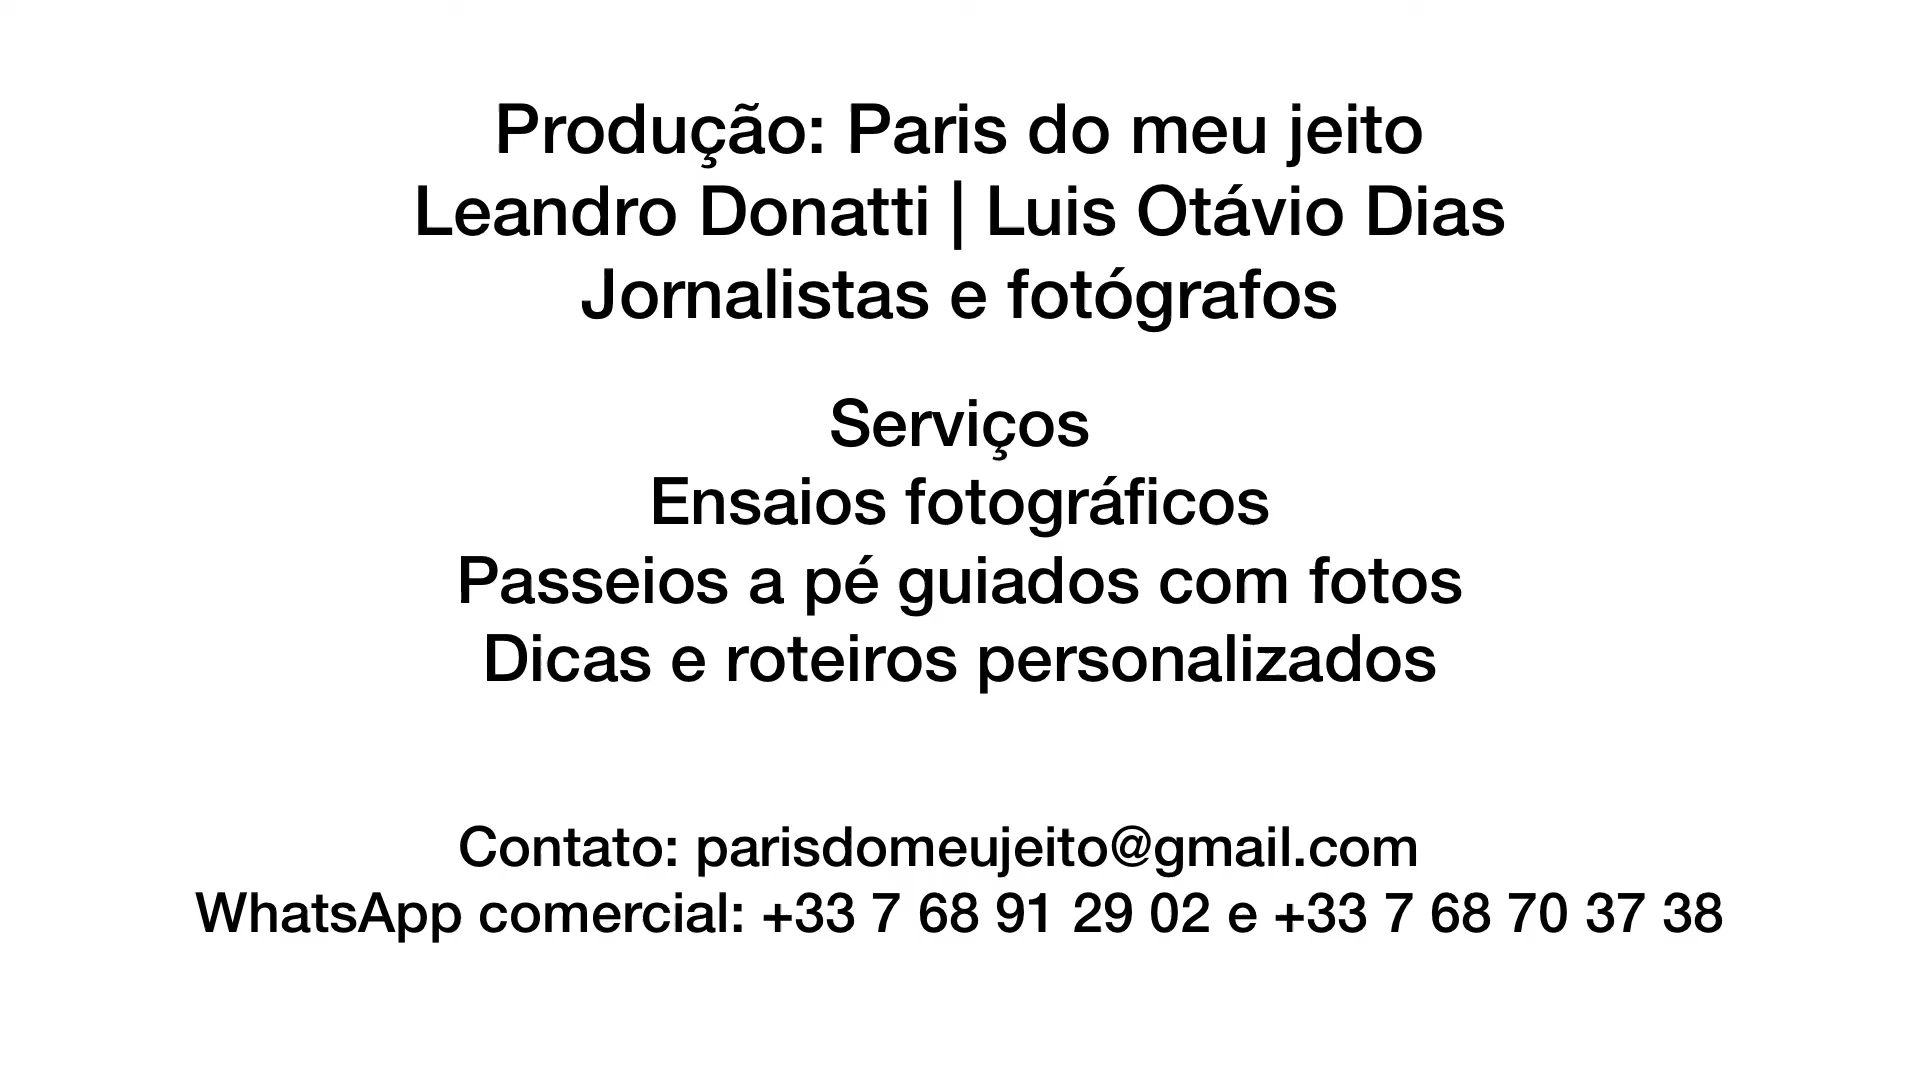 Produção: Paris do meu jeito
Leandro Donatti | Luis Otávio Dias
Jornalistas e fotógrafos
Serviços
Ensaios fotográficos
Passeios a pé guiados com fotos
Dicas e roteiros personalizados
Contato: parisdomeujeito@gmail.com
WhatsApp comercial: +33 7 68 91 29 02 e +33 7 68 70 37 38